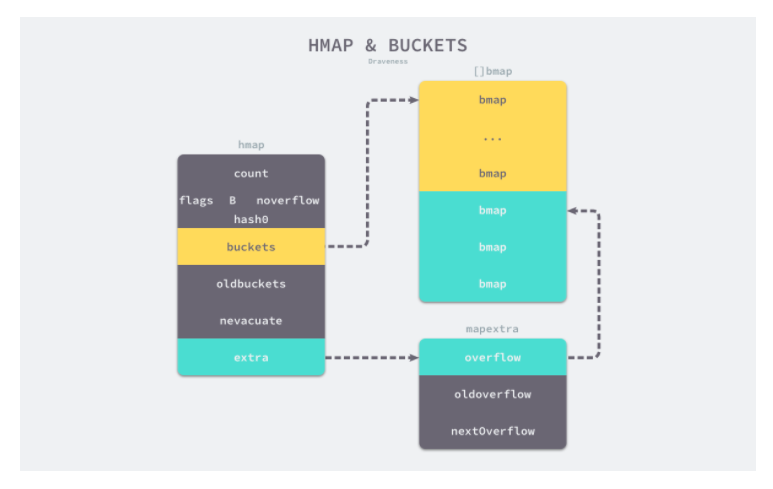 HMAP & BUCKETS
Draveness
[]bmap
bmap
...
bmap
bmap
bmap
bmap
hmap
count
flags B noverflow
hash0
buckets
oldbuckets
nevacuate
extra
mapextra
overflow
oldoverflow
nextOverflow